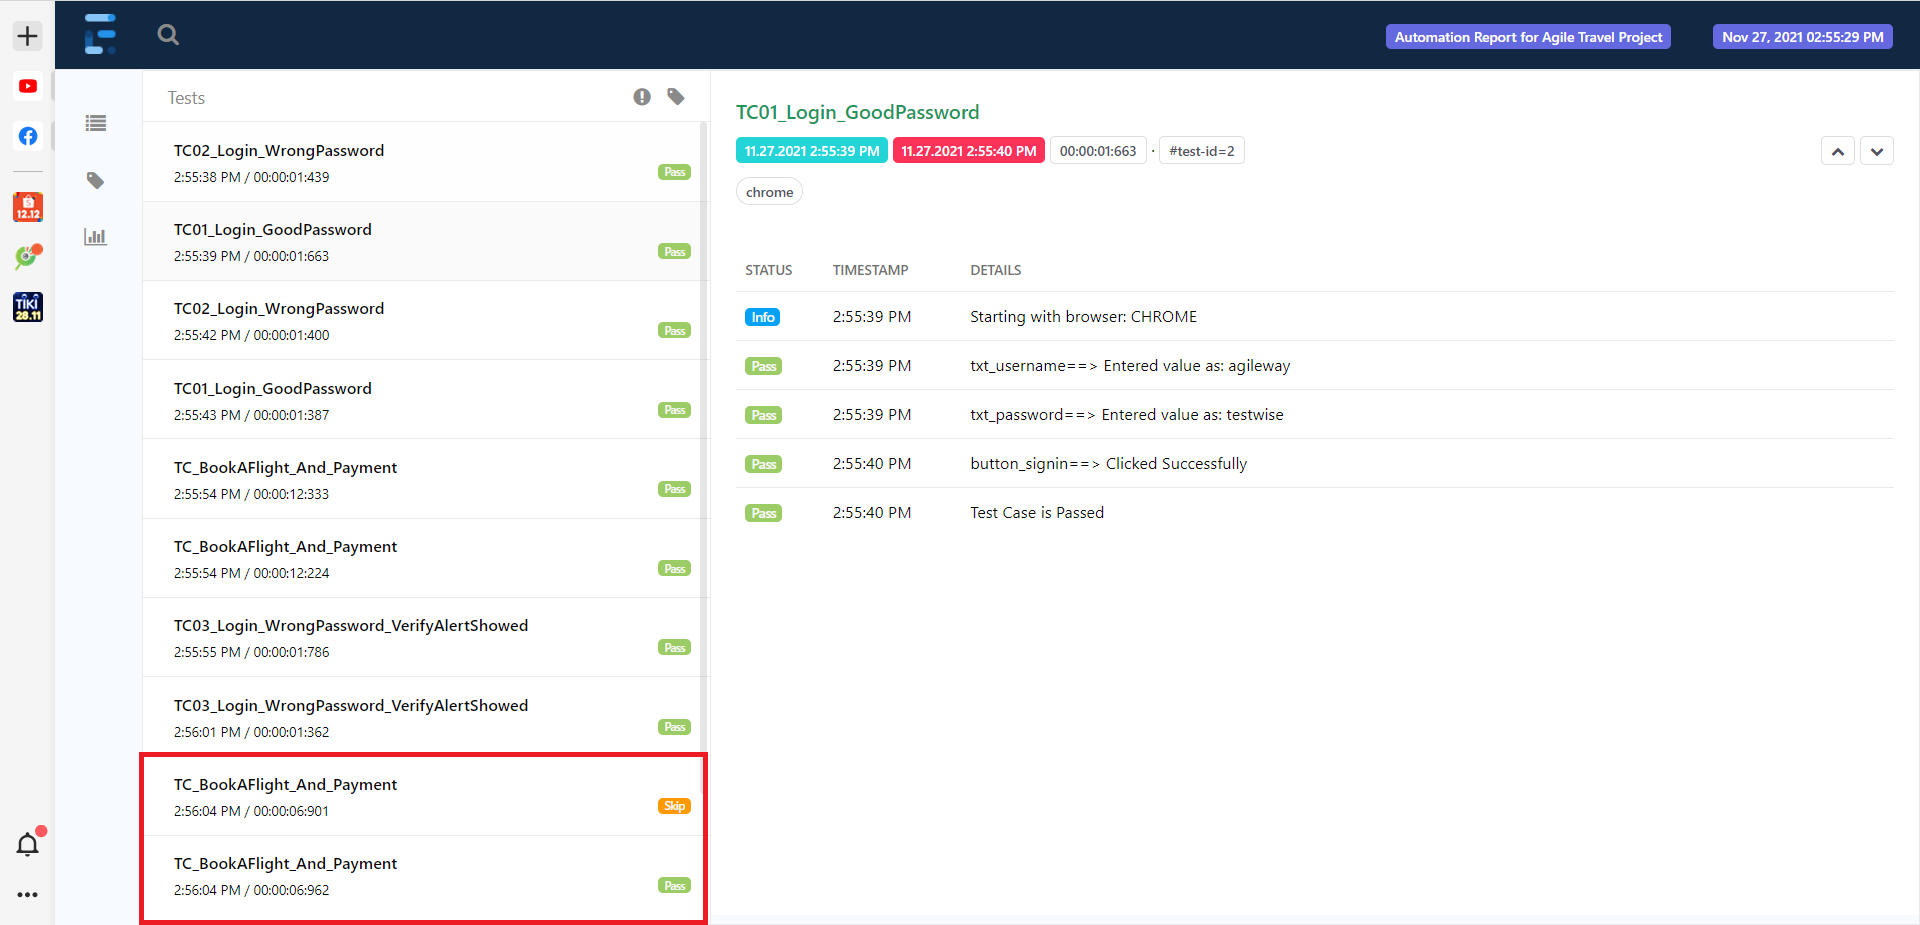 Automation Report for Agile Travel Project
Nov 27, 2021 02:55:29 PM
12.12
TIKI
28.11
Tests
TC02_Login_WrongPassword
2:55:38 PM / 00:00:01:439
Pass
TC01_Login_GoodPassword
2:55:39 PM / 00:00:01:663
Pass
TC02_Login_WrongPassword
2:55:42 PM / 00:00:01:400
Pass
TC01_Login_GoodPassword
2:55:43 PM / 00:00:01:387
Pass
TC_BookAFlight_And_Payment
2:55:54 PM / 00:00:12:333
Pass
TC_BookAFlight_And_Payment
2:55:54 PM / 00:00:12:224
Pass
TC03_Login_WrongPassword_VerifyAlertShowed
2:55:55 PM / 00:00:01:786
Pass
TC03_Login_WrongPassword_VerifyAlertShowed
2:56:01 PM / 00:00:01:362
Pass
TC_BookAFlight_And_Payment
2:56:04 PM / 00:00:06:901
Skip
TC_BookAFlight_And_Payment
2:56:04 PM / 00:00:06:962
Pass
TC01_Login_GoodPassword
11.27.2021 2:55:39 PM 11.27.2021 2:55:40 PM 00:00:01:663 · #test-id=2
chrome
STATUS TIMESTAMP DETAILS
Info 2:55:39 PM Starting with browser: CHROME
Pass 2:55:39 PM txt_username==> Entered value as: agileway
Pass 2:55:39 PM txt_password==> Entered value as: testwise
Pass 2:55:40 PM button_signin==> Clicked Successfully
Pass 2:55:40 PM Test Case is Passed